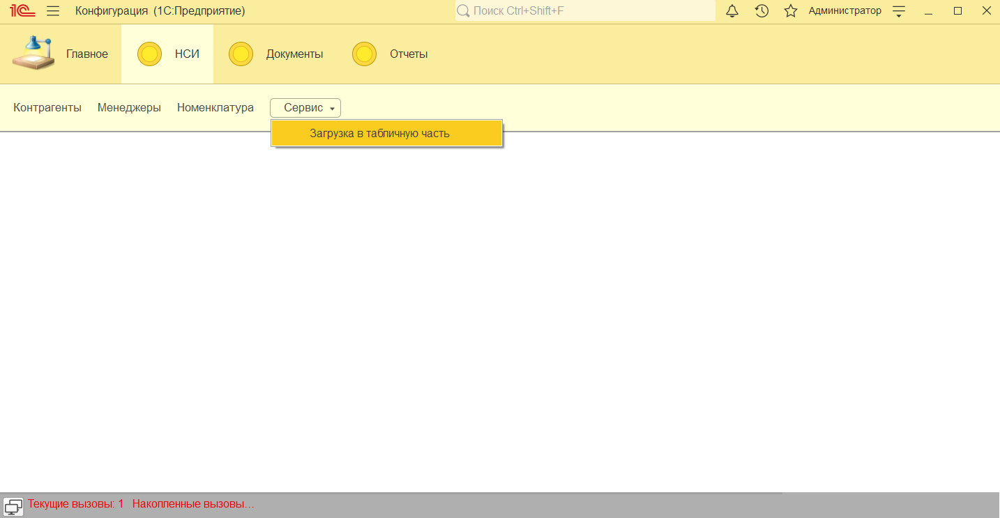 1С Конфигурация (1С:Предприятие) Поиск Ctrl+Shift+F Администратор
Главное НСИ Документы Отчеты
Контрагенты Менеджеры Номенклатура Сервис
Загрузка в табличную часть
Текущие вызовы: 1 Накопленные вызовы…